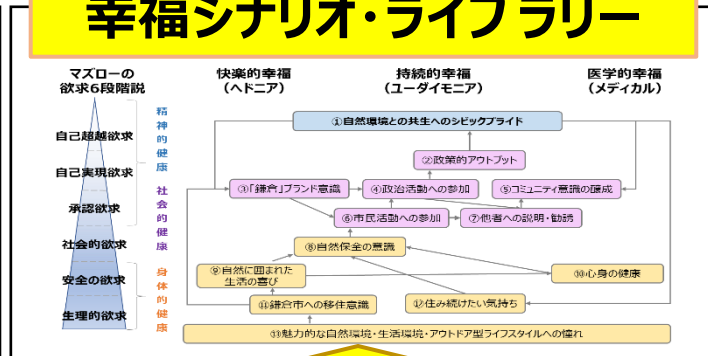 幸福シナリオ・ライブラリー
マズローの
欲求6段階説
快楽的幸福
(ヘドニア)
持続的幸福
(ユーダイモニア)
医学的幸福
(メディカル)
自己超越欲求
自己実現欲求
承認欲求
社会的欲求
安全の欲求
生理的欲求
精神的健康
社会的健康
身体的健康
①自然環境との共生へのシビックプライド
②政策的アウトプット
③「鎌倉」ブランド意識
④政治活動への参加
⑤コミュニティ意識の醸成
⑥市民活動への参加
⑦他者への説明・勧誘
⑧自然保全の意識
⑨自然に囲まれた
生活の喜び
⑩心身の健康
⑪鎌倉市への移住意識
⑫住み続けたい気持ち
⑬魅力的な自然環境・生活環境・アウトドア型ライフスタイルへの憧れ